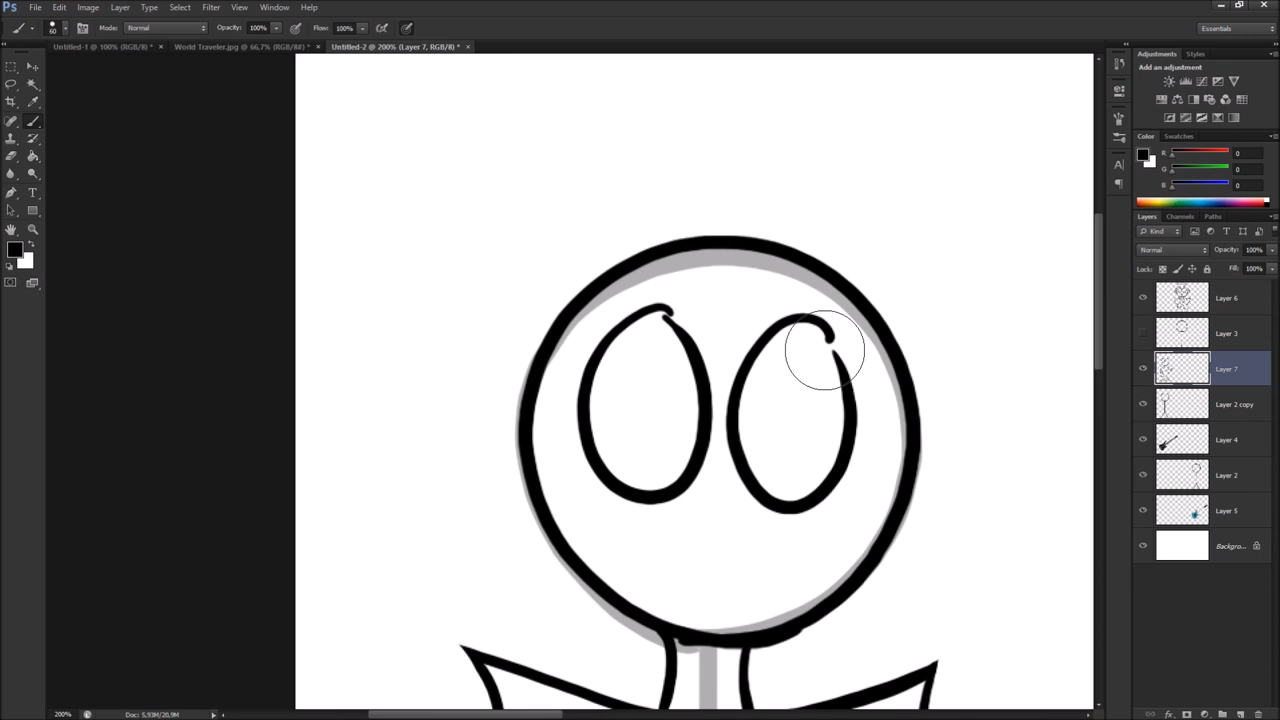 Ps File Edit Image Layer Type Select Filter View Window Help
60 Mode: Normal Opacity: 100% Flow: 100% Essentials
Untitled-1 @ 100% (RGB/8) * × World Traveler.jpg @ 66,7% (RGB/8#) * × Untitled-2 @ 200% (Layer 7, RGB/8) * ×
Adjustments Styles
Add an adjustment
Color Swatches
R 0
G 0
B 0
Layers Channels Paths
Kind
Normal Opacity: 100%
Lock: Fill: 100%
Layer 6
Layer 3
Layer 7
Layer 2 copy
Layer 4
Layer 2
Layer 5
Backgro...
200% Doc: 5,93M/20,9M